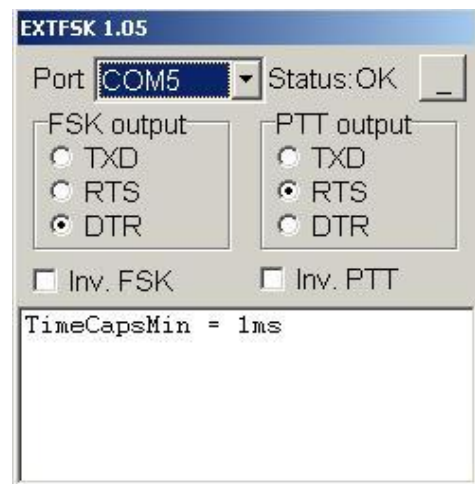 EXTFSK 1.05
Port COM5 Status:OK _
FSK output PTT output
TXD TXD
RTS RTS
DTR DTR
Inv. FSK Inv. PTT
TimeCapsMin = 1ms